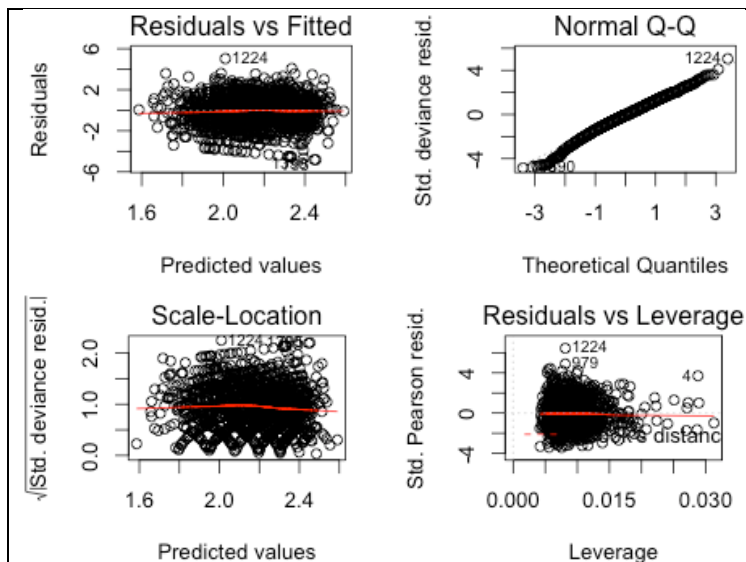 Residuals vs Fitted
Residuals
6
2
-2
-6
1224
1.6
2.0
2.4
Predicted values
Normal Q-Q
Std. deviance resid.
4
0
-4
1224
-3
-1
1
3
Theoretical Quantiles
Scale-Location
√|Std. deviance resid.|
2.0
1.0
0.0
1224
1.6
2.0
2.4
Predicted values
Residuals vs Leverage
Std. Pearson resid.
4
0
-4
1224
979
4
distanc
0.000
0.015
0.030
Leverage